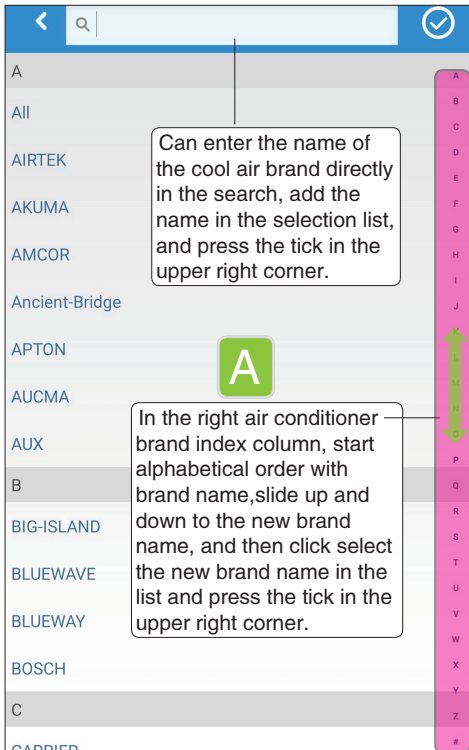 A
All
AIRTEK
AKUMA
AMCOR
Ancient-Bridge
APTON
AUCMA
AUX
B
BIG-ISLAND
BLUEWAVE
BLUEWAY
BOSCH
C
CARRIER
Can enter the name of
the cool air brand directly
in the search, add the
name in the selection list,
and press the tick in the
upper right corner.
A
In the right air conditioner
brand index column, start
alphabetical order with
brand name,slide up and
down to the new brand
name, and then click select
the new brand name in the
list and press the tick in the
upper right corner.
A
B
C
D
E
F
G
H
I
J
K
L
M
N
O
P
Q
R
S
T
U
V
W
X
Y
Z
#